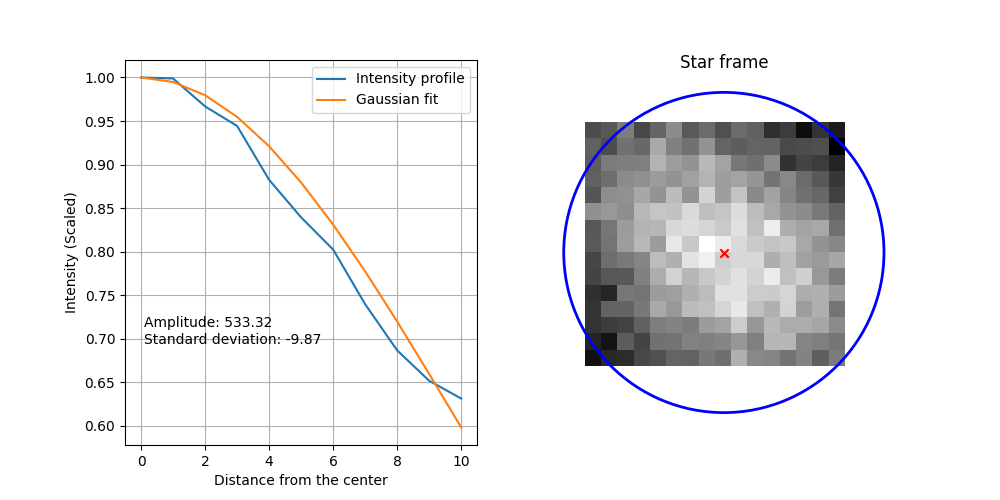 Star frame
Intensity profile
Gaussian fit
1.00
0.95
0.90
0.85
0.80
0.75
0.70
0.65
0.60
Intensity (Scaled)
Amplitude: 533.32
Standard deviation: -9.87
0 2 4 6 8 10
Distance from the center